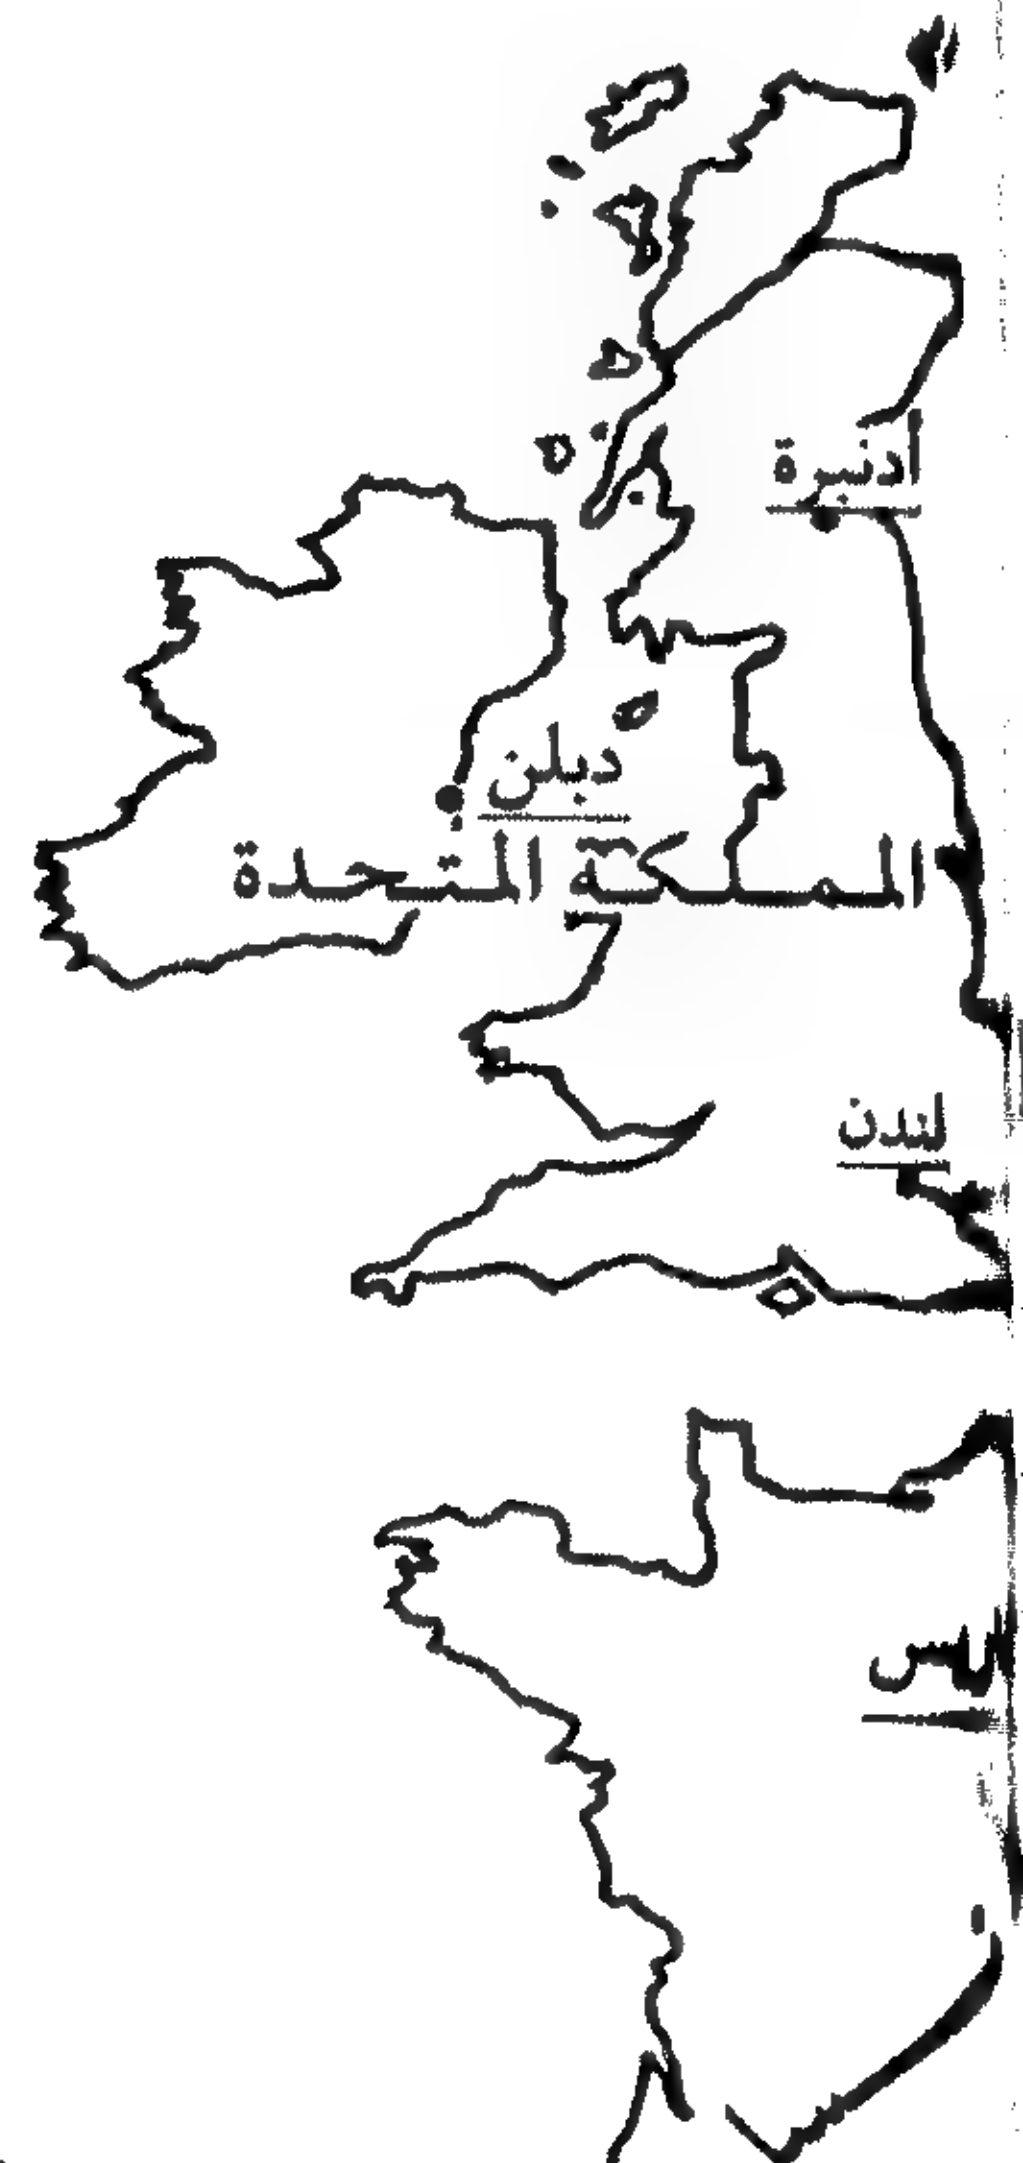 أدنبرة
دبلن
المملكة المتحدة
لندن